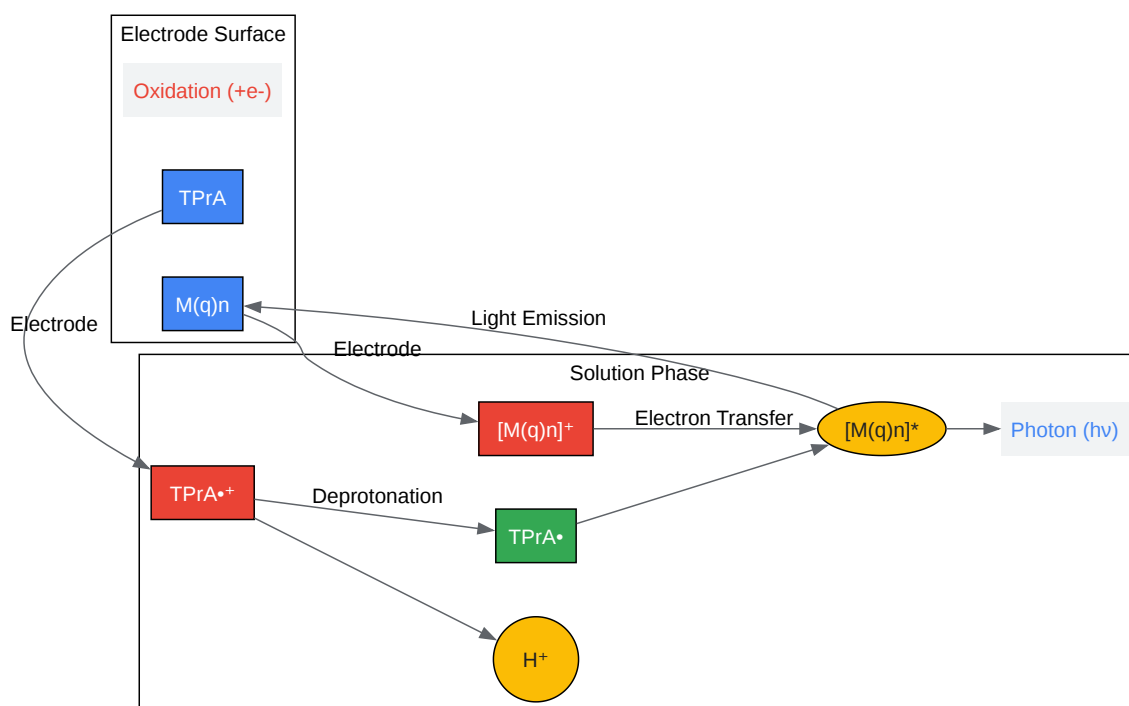 Electrode Surface
Oxidation (+e-)
TPrA
M(q)n
Electrode
Light Emission
Electrode
Solution Phase
[M(q)n]⁺
Electron Transfer
[M(q)n]*
Photon (hν)
TPrA•⁺
Deprotonation
TPrA•
H⁺